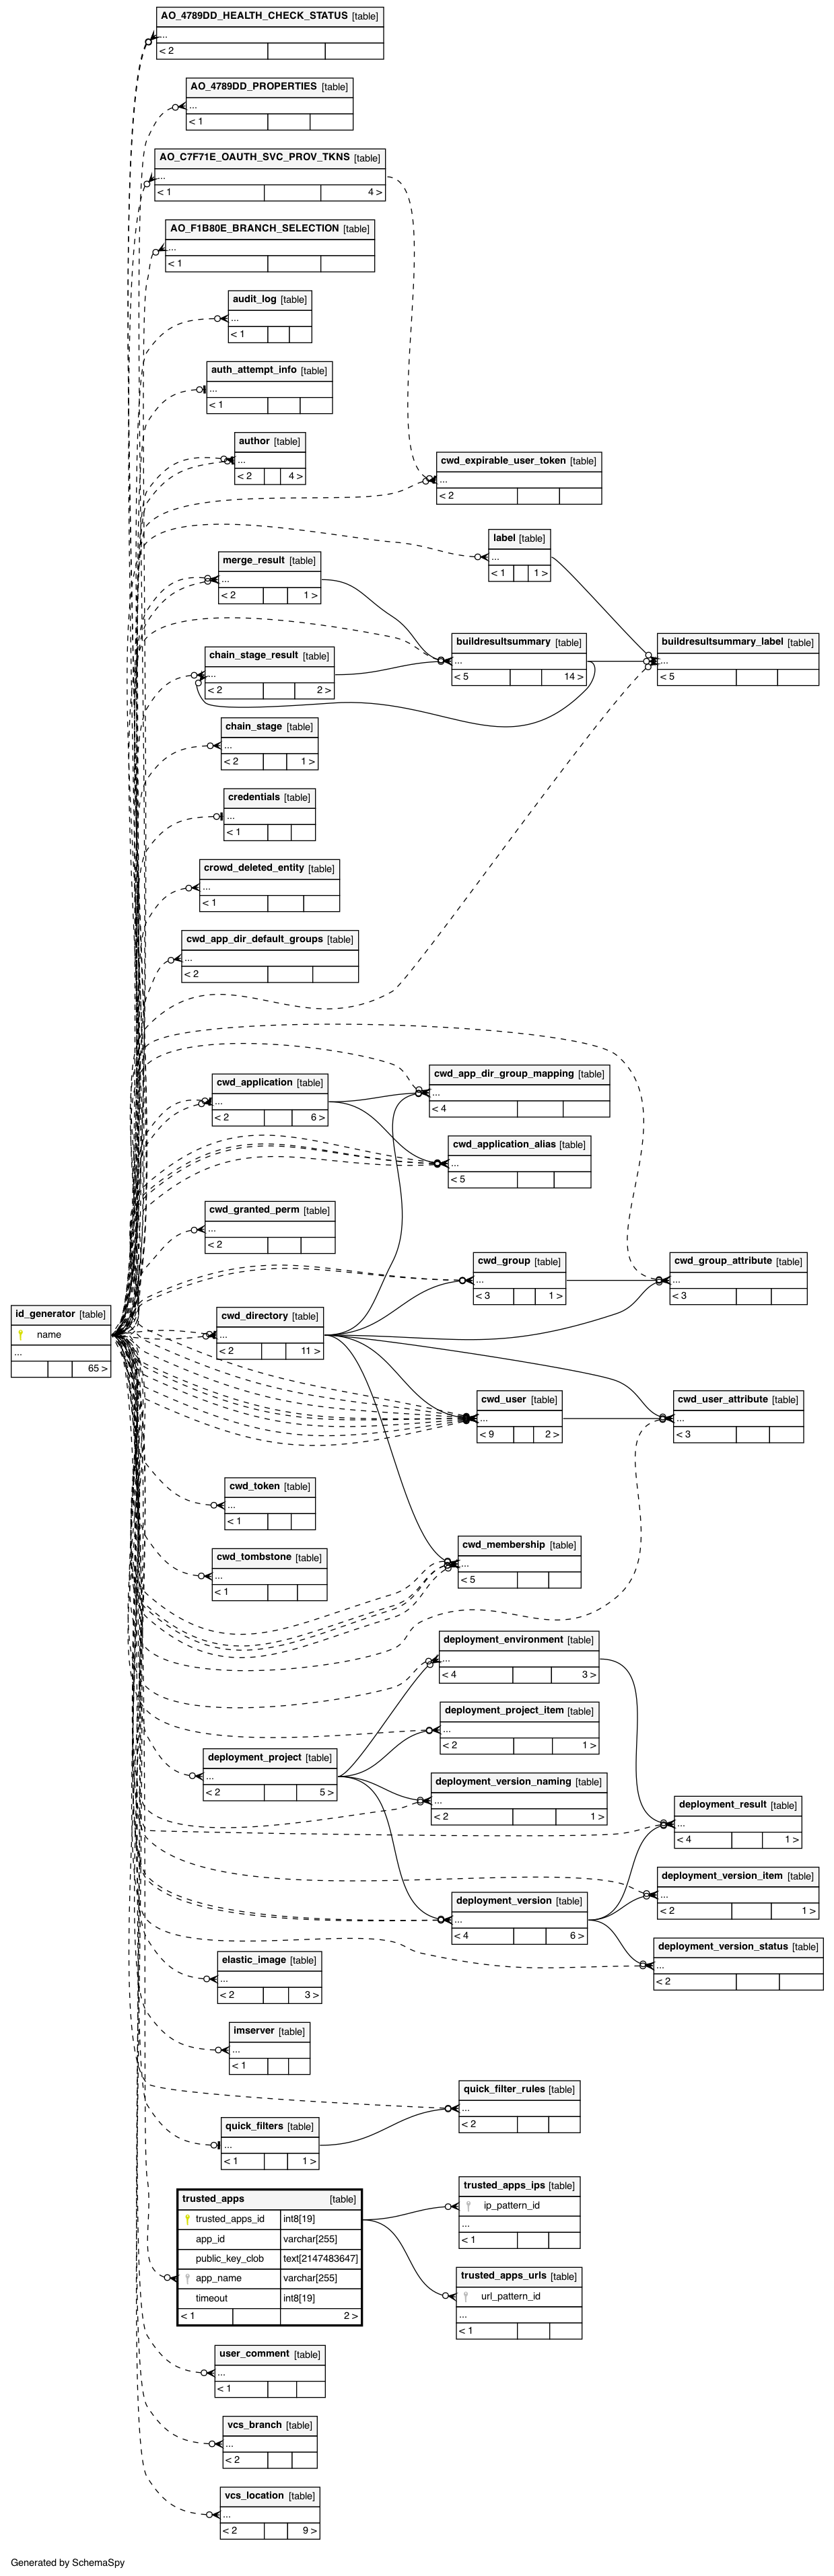 AO_4789DD_HEALTH_CHECK_STATUS [table]
...
< 2
AO_4789DD_PROPERTIES [table]
...
< 1
AO_C7F71E_OAUTH_SVC_PROV_TKNS [table]
...
< 1 4 >
AO_F1B80E_BRANCH_SELECTION [table]
...
< 1
audit_log [table]
...
< 1
auth_attempt_info [table]
...
< 1
author [table]
...
< 2 4 >
cwd_expirable_user_token [table]
...
< 2
label [table]
...
< 1 1 >
merge_result [table]
...
< 2 1 >
buildresultsummary [table]
...
< 5 14 >
buildresultsummary_label [table]
...
< 5
chain_stage_result [table]
...
< 2 2 >
chain_stage [table]
...
< 2 1 >
credentials [table]
...
< 1
crowd_deleted_entity [table]
...
< 1
cwd_app_dir_default_groups [table]
...
< 2
cwd_app_dir_group_mapping [table]
...
< 4
cwd_application [table]
...
< 2 6 >
cwd_application_alias [table]
...
< 5
cwd_granted_perm [table]
...
< 2
cwd_group [table]
...
< 3 1 >
cwd_group_attribute [table]
...
< 3
id_generator [table]
name
...
65 >
cwd_directory [table]
...
< 2 11 >
cwd_user [table]
...
< 9 2 >
cwd_user_attribute [table]
...
< 3
cwd_token [table]
...
< 1
cwd_membership [table]
...
< 5
cwd_tombstone [table]
...
< 1
deployment_environment [table]
...
< 4 3 >
deployment_project_item [table]
...
< 2 1 >
deployment_project [table]
...
< 2 5 >
deployment_version_naming [table]
...
< 2 1 >
deployment_result [table]
...
< 4 1 >
deployment_version_item [table]
...
< 2 1 >
deployment_version [table]
...
< 4 6 >
deployment_version_status [table]
...
< 2
elastic_image [table]
...
< 2 3 >
imserver [table]
...
< 1
quick_filter_rules [table]
...
< 2
quick_filters [table]
...
< 1 1 >
trusted_apps [table]
trusted_apps_id int8[19]
app_id varchar[255]
public_key_clob text[2147483647]
app_name varchar[255]
timeout int8[19]
< 1 2 >
trusted_apps_ips [table]
ip_pattern_id
...
< 1
trusted_apps_urls [table]
url_pattern_id
...
< 1
user_comment [table]
...
< 1
vcs_branch [table]
...
< 2
vcs_location [table]
...
< 2 9 >
Generated by SchemaSpy